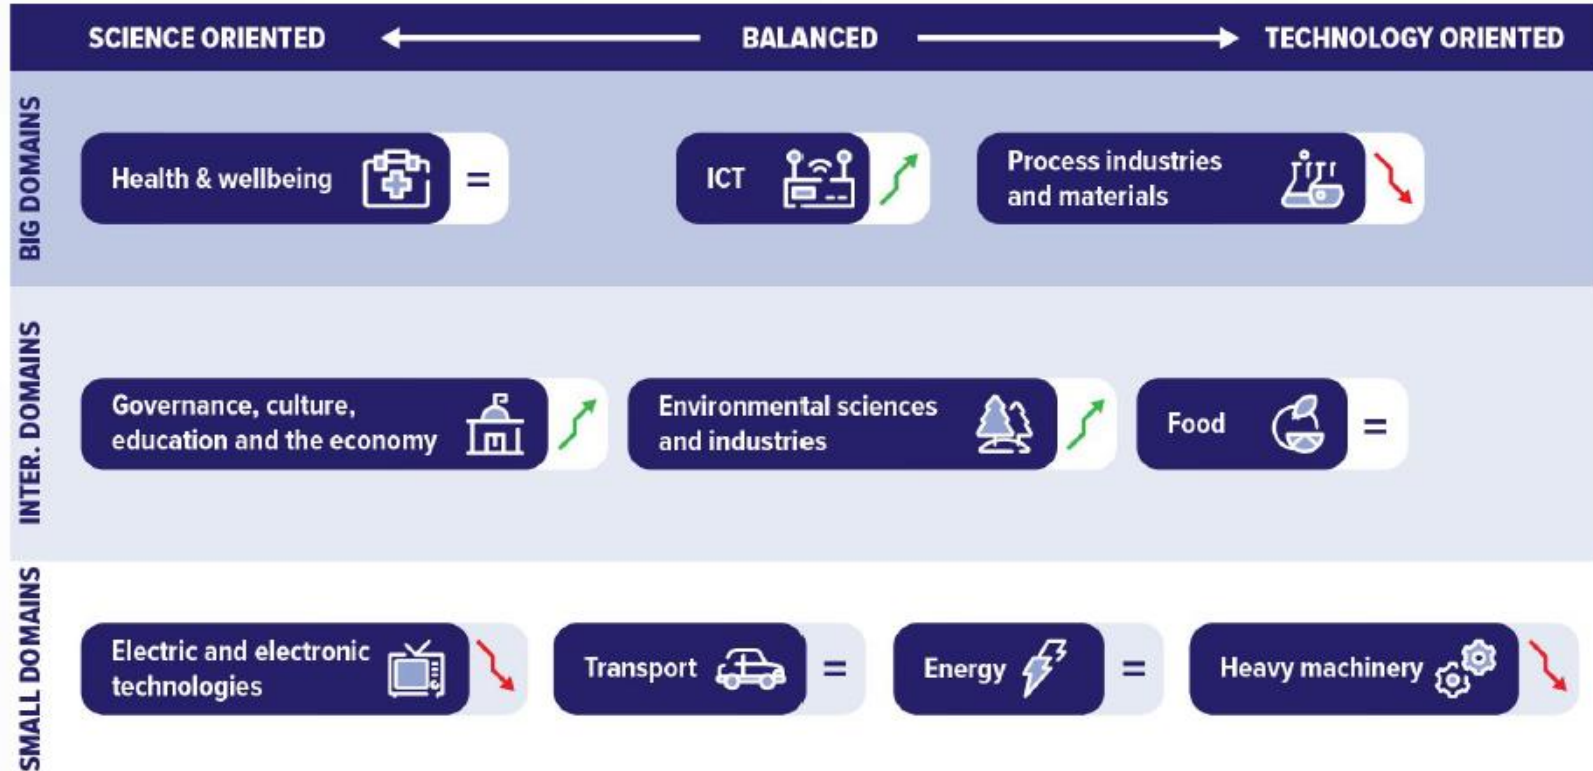 SCIENCE ORIENTED
BALANCED
TECHNOLOGY ORIENTED
BIG DOMAINS
Health & wellbeing
=
ICT
Process industries
and materials
INTER. DOMAINS
Governance, culture,
education and the economy
Environmental sciences
and industries
Food
=
SMALL DOMAINS
Electric and electronic
technologies
Transport
=
Energy
=
Heavy machinery